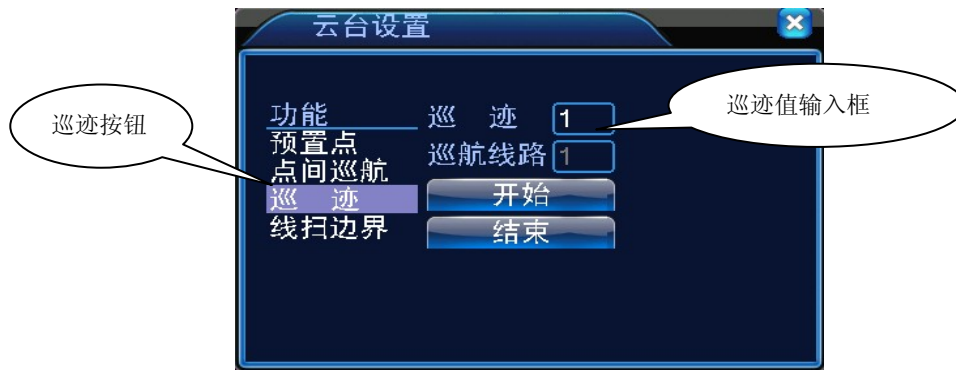 云台设置
功能
预置点
点间巡航
巡 迹
线扫边界
巡 迹 1
巡航线路 1
开始
结束
巡迹按钮
巡迹值输入框